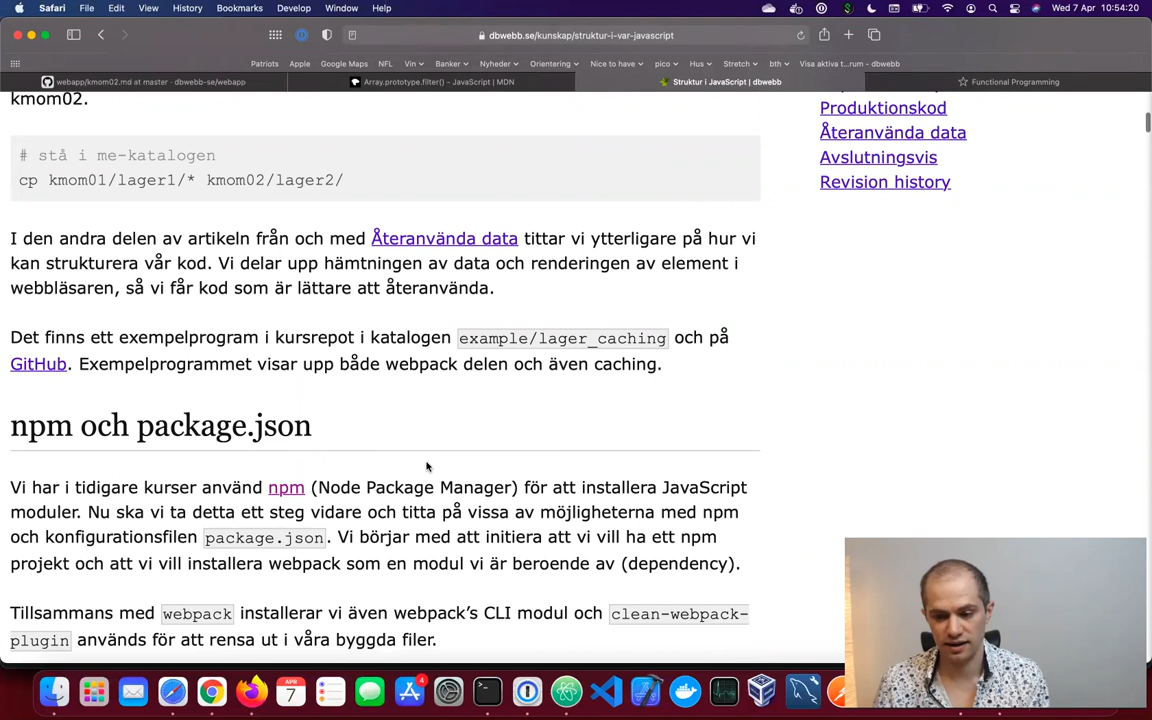 Safari File Edit View History Bookmarks Develop Window Help
Wed 7 Apr 10:54:20
dbwebb.se/kunskap/struktur-i-var-javascript
Patriots Apple Google Maps NFL Vin Banker Nyheder Orientering Nice to have pico Hus Stretch bth Visa aktiva t...rum - dbwebb
webapp/kmom02.md at master · dbwebb-se/webapp
Array.prototype.filter() - JavaScript | MDN
Struktur i JavaScript | dbwebb
Functional Programming
kmom02.
# stå i me-katalogen
cp kmom01/lager1/* kmom02/lager2/
I den andra delen av artikeln från och med Återanvända data tittar vi ytterligare på hur vi
kan strukturera vår kod. Vi delar upp hämtningen av data och renderingen av element i
webbläsaren, så vi får kod som är lättare att återanvända.
Det finns ett exempelprogram i kursrepot i katalogen example/lager_caching och på
GitHub. Exempelprogrammet visar upp både webpack delen och även caching.
npm och package.json
Vi har i tidigare kurser använd npm (Node Package Manager) för att installera JavaScript
moduler. Nu ska vi ta detta ett steg vidare och titta på vissa av möjligheterna med npm
och konfigurationsfilen package.json. Vi börjar med att initiera att vi vill ha ett npm
projekt och att vi vill installera webpack som en modul vi är beroende av (dependency).
Tillsammans med webpack installerar vi även webpack's CLI modul och clean-webpack-
plugin används för att rensa ut i våra byggda filer.
Produktionskod
Återanvända data
Avslutningsvis
Revision history
APR
7
4